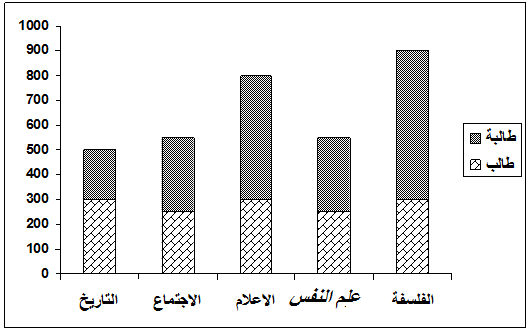 1000
900
800
700
600
500
400
300
200
100
0
التاريخ
الاجتماع
الاعلام
علم النفس
الفلسفة
طالبة
طالب